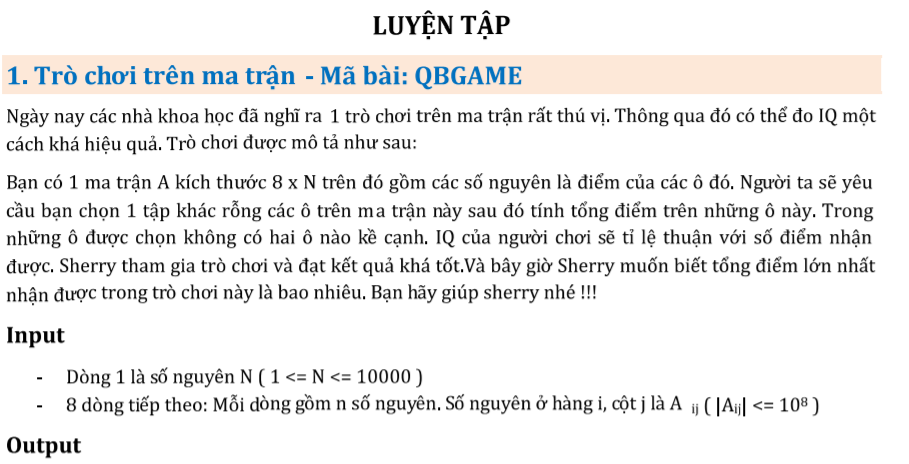 LUYỆN TẬP
1. Trò chơi trên ma trận - Mã bài: QBGAME
Ngày nay các nhà khoa học đã nghĩ ra 1 trò chơi trên ma trận rất thú vị. Thông qua đó có thể đo IQ một
cách khá hiệu quả. Trò chơi được mô tả như sau:
Bạn có 1 ma trận A kích thước 8 x N trên đó gồm các số nguyên là điểm của các ô đó. Người ta sẽ yêu
cầu bạn chọn 1 tập khác rỗng các ô trên ma trận này sau đó tính tổng điểm trên những ô này. Trong
những ô được chọn không có hai ô nào kề cạnh. IQ của người chơi sẽ tỉ lệ thuận với số điểm nhận
được. Sherry tham gia trò chơi và đạt kết quả khá tốt.Và bây giờ Sherry muốn biết tổng điểm lớn nhất
nhận được trong trò chơi này là bao nhiêu. Bạn hãy giúp sherry nhé !!!
Input
- Dòng 1 là số nguyên N ( 1 <= N <= 10000 )
- 8 dòng tiếp theo: Mỗi dòng gồm n số nguyên. Số nguyên ở hàng i, cột j là A ij ( |Aij| <= 10⁸ )
Output